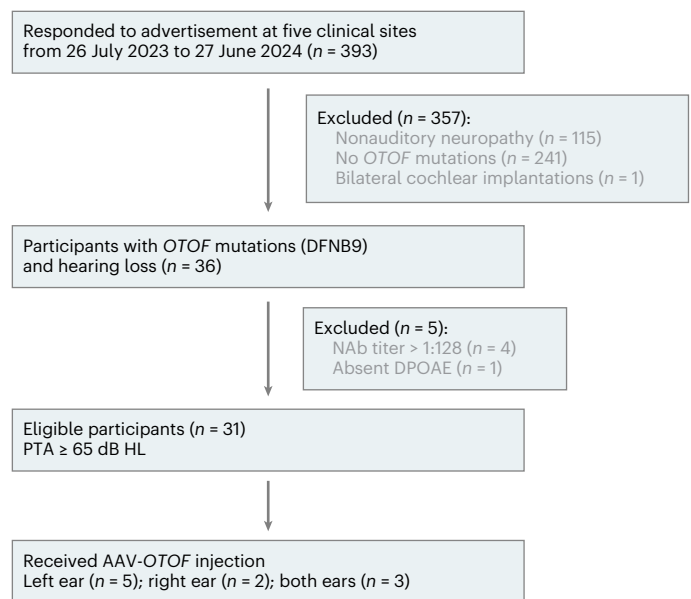 Responded to advertisement at five clinical sites
from 26 July 2023 to 27 June 2024 (n = 393)
Excluded (n = 357):
Nonauditory neuropathy (n = 115)
No OTOF mutations (n = 241)
Bilateral cochlear implantations (n = 1)
Participants with OTOF mutations (DFNB9)
and hearing loss (n = 36)
Excluded (n = 5):
NAb titer > 1:128 (n = 4)
Absent DPOAE (n = 1)
Eligible participants (n = 31)
PTA ≥ 65 dB HL
Received AAV-OTOF injection
Left ear (n = 5); right ear (n = 2); both ears (n = 3)